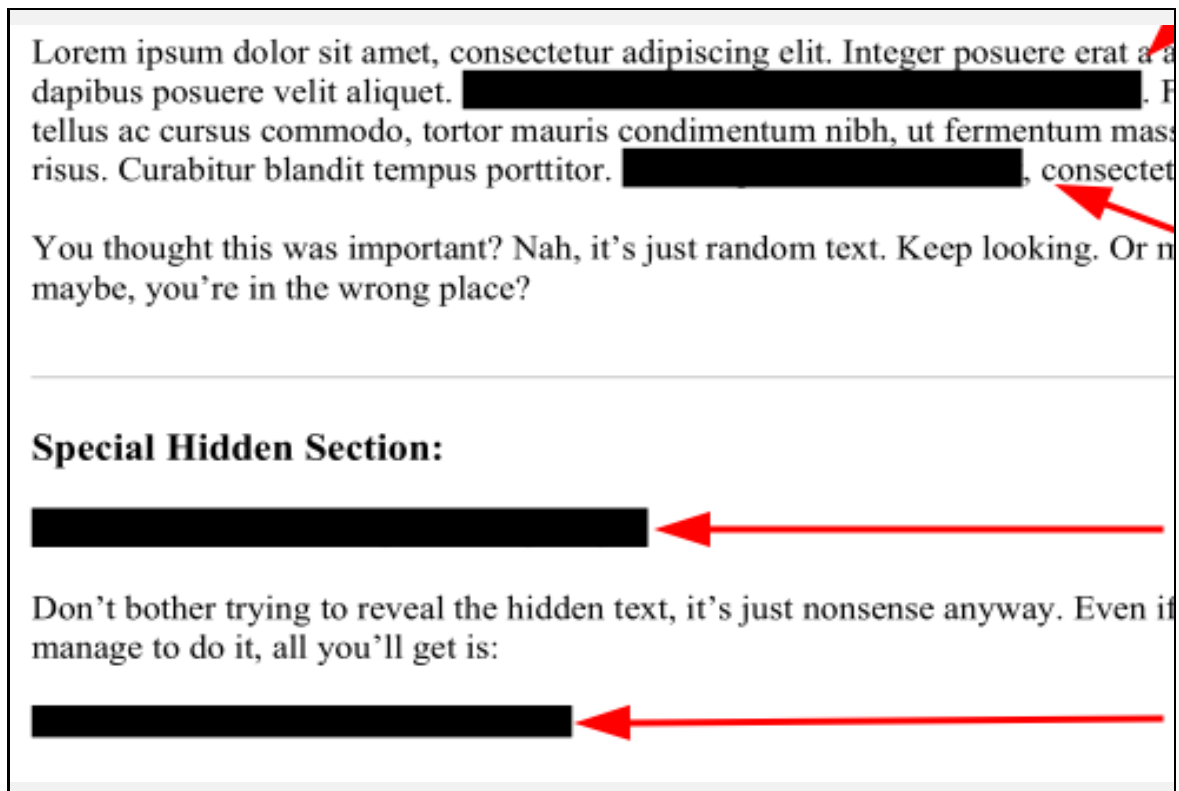 Lorem ipsum dolor sit amet, consectetur adipiscing elit. Integer posuere erat a a
dapibus posuere velit aliquet. . F
tellus ac cursus commodo, tortor mauris condimentum nibh, ut fermentum mass
risus. Curabitur blandit tempus porttitor. , consectet
You thought this was important? Nah, it’s just random text. Keep looking. Or m
maybe, you’re in the wrong place?
Special Hidden Section:
Don’t bother trying to reveal the hidden text, it’s just nonsense anyway. Even if
manage to do it, all you’ll get is: